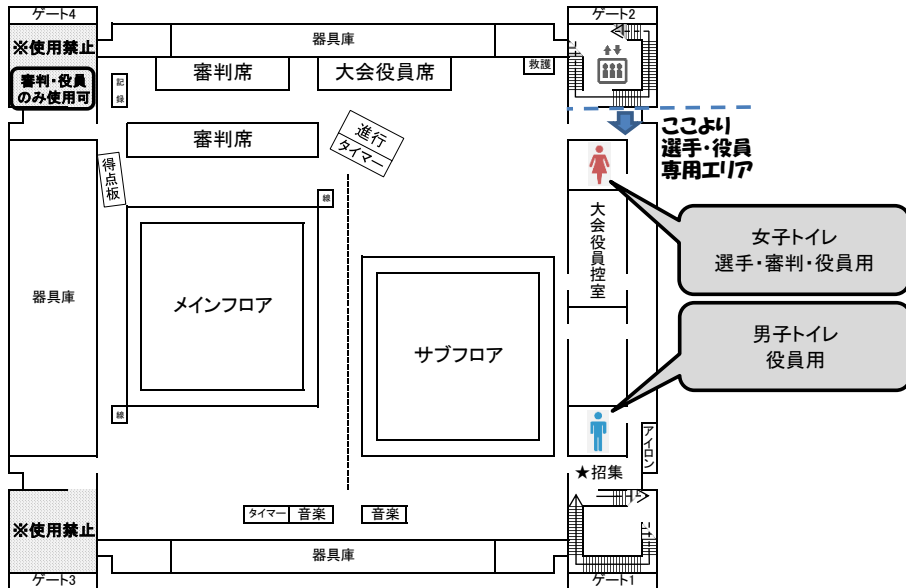 ゲート4
ゲート2
※使用禁止
審判・役員
のみ使用可
器具庫
記録
審判席
大会役員席
救護
ここより
選手・役員
専用エリア
審判席
進行
タイマー
得点板
線
大会役員控室
女子トイレ
選手・審判・役員用
器具庫
メインフロア
サブフロア
男子トイレ
役員用
線
アイロン
★招集
タイマー
音楽
音楽
※使用禁止
器具庫
ゲート3
ゲート1